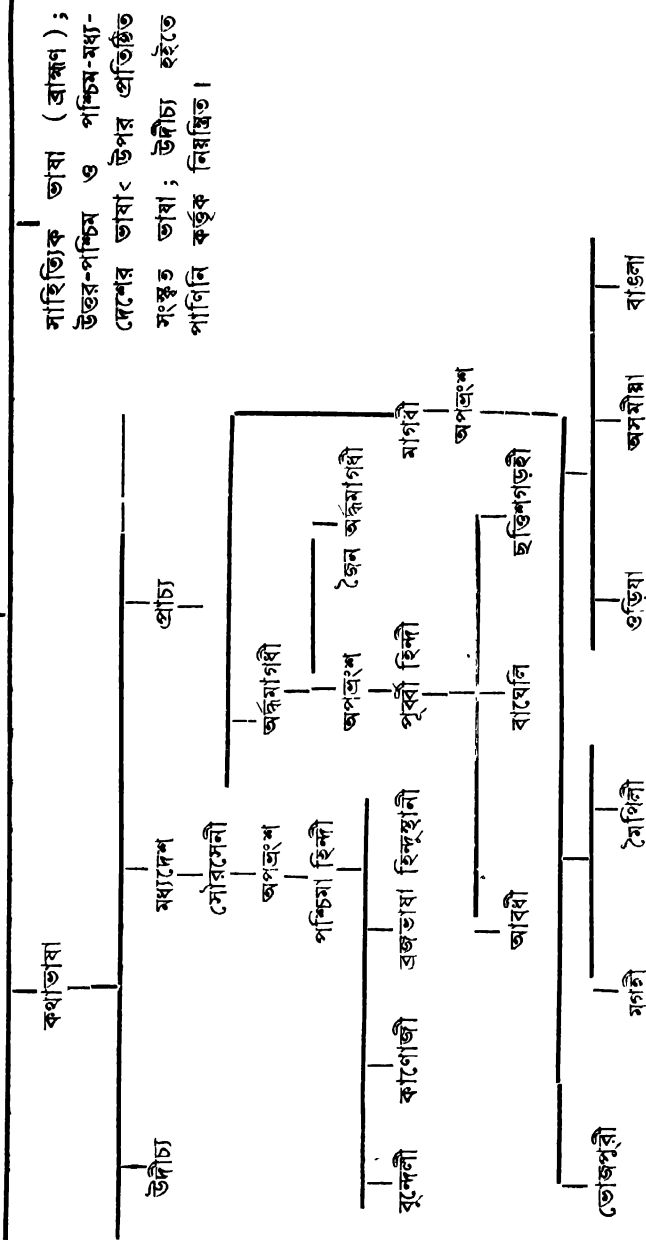 কথ্যভাষা
সাহিত্যিক ভাষা ( ব্রাহ্মণ ) ;
উত্তর-পশ্চিম ও পশ্চিম-মধ্য-
দেশের ভাষা< উপর প্রতিষ্ঠিত
সংস্কৃত ভাষা ; উদীচ্য হইতে
পাণিনি কর্তৃক নিয়ন্ত্রিত।
উদীচ্য
মধ্যদেশ
প্রাচ্য
সৌরসেনী
অর্দ্ধমাগধী
মাগধী
অপভ্রংশ
অপভ্রংশ
জৈন অর্দ্ধমাগধী
অপভ্রংশ
পশ্চিমা হিন্দী
পূর্ব্বী হিন্দী
বুন্দেলী
কাণোজী
ব্রজভাষা
হিন্দুস্থানী
আবধী
বাঘেলি
ছত্তিশগড়হী
ভোজপুরী
মগহী
মৈথিলী
ওড়িয়া
অসমীয়া
বাঙলা